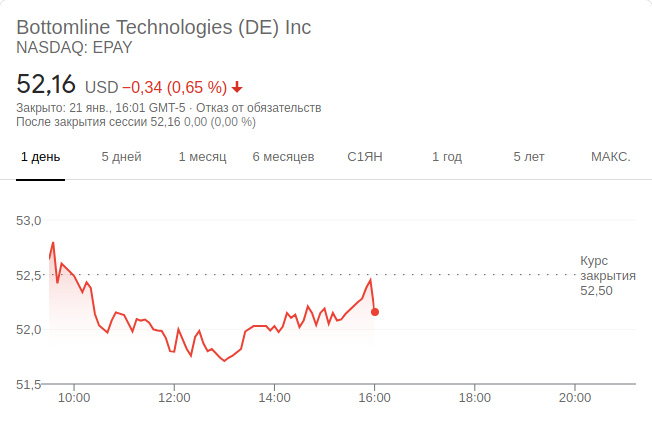 Bottomline Technologies (DE) Inc
NASDAQ: EPAY
52,16 USD −0,34 (0,65 %)
Закрыто: 21 янв., 16:01 GMT-5 · Отказ от обязательств
После закрытия сессии 52,16 0,00 (0,00 %)
1 день 5 дней 1 месяц 6 месяцев С1ЯН 1 год 5 лет МАКС.
53,0
Курс
52,5 закрытия
52,50
52,0
51,5
10:00 12:00 14:00 16:00 18:00 20:00